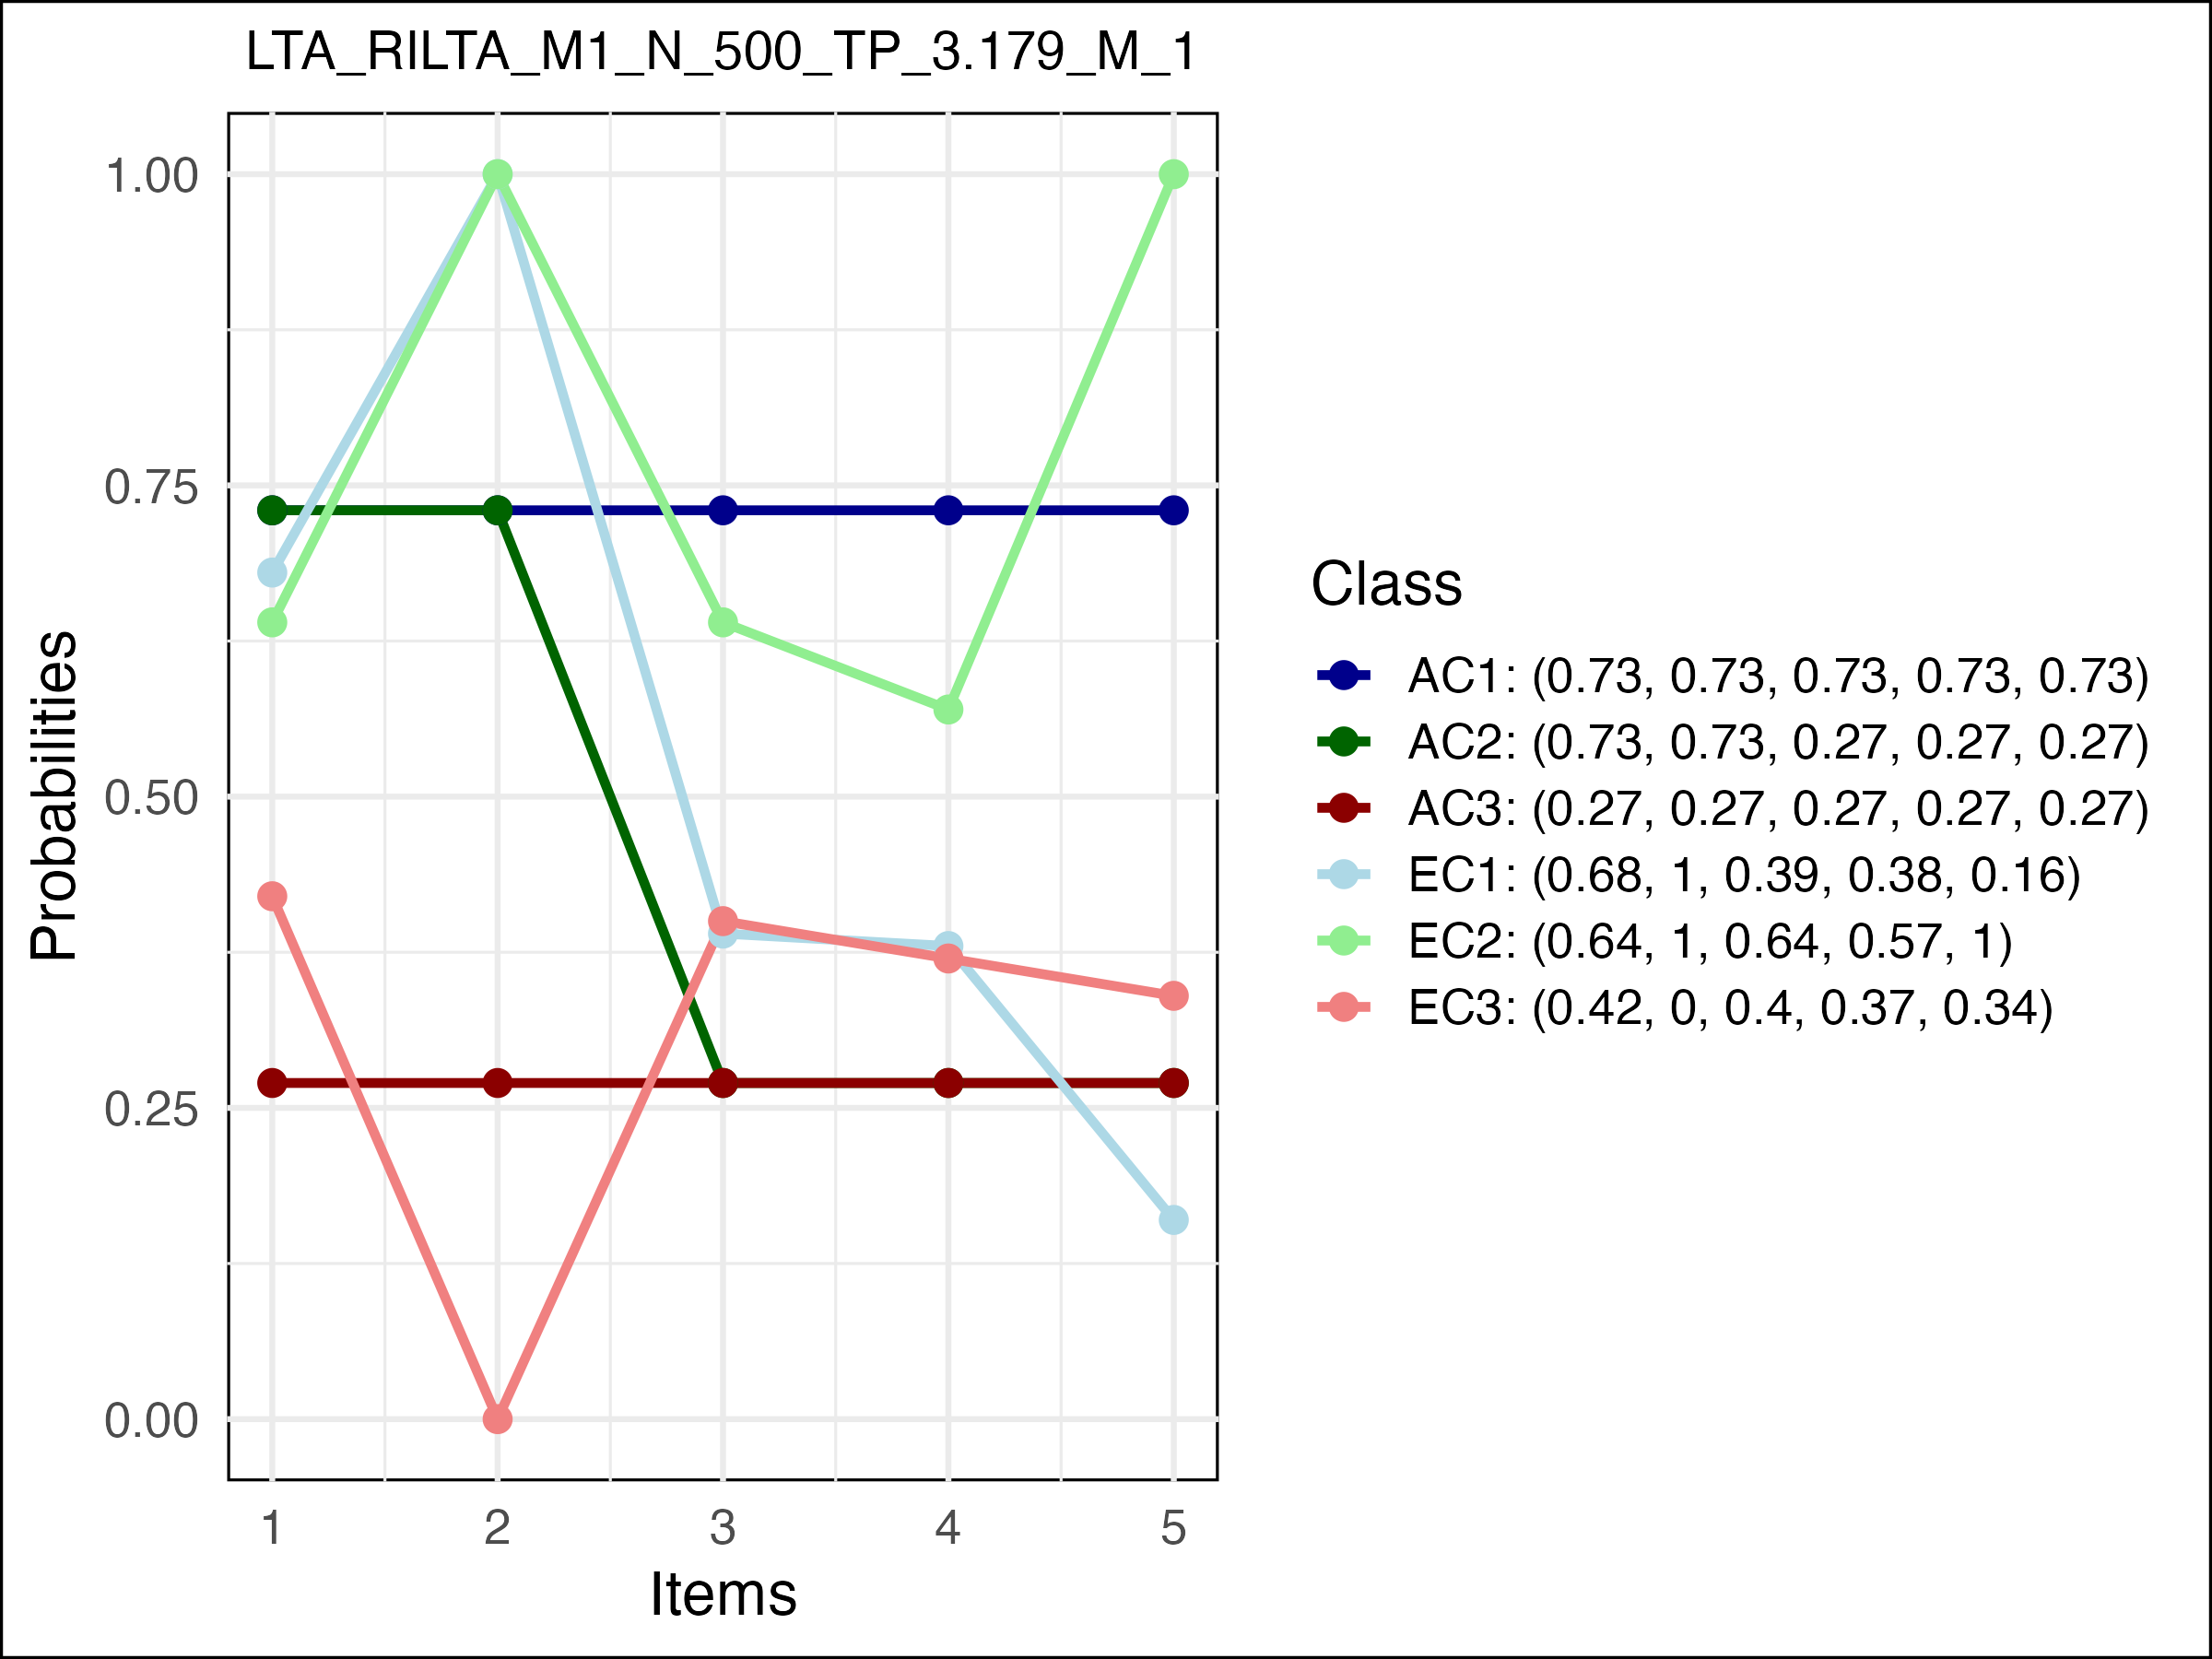 LTA_RILTA_M1_N_500_TP_3.179_M_1
1.00
0.75
0.50
0.25
0.00
Probabilities
1 2 3 4 5
Items
Class
AC1: (0.73, 0.73, 0.73, 0.73, 0.73)
AC2: (0.73, 0.73, 0.27, 0.27, 0.27)
AC3: (0.27, 0.27, 0.27, 0.27, 0.27)
EC1: (0.68, 1, 0.39, 0.38, 0.16)
EC2: (0.64, 1, 0.64, 0.57, 1)
EC3: (0.42, 0, 0.4, 0.37, 0.34)